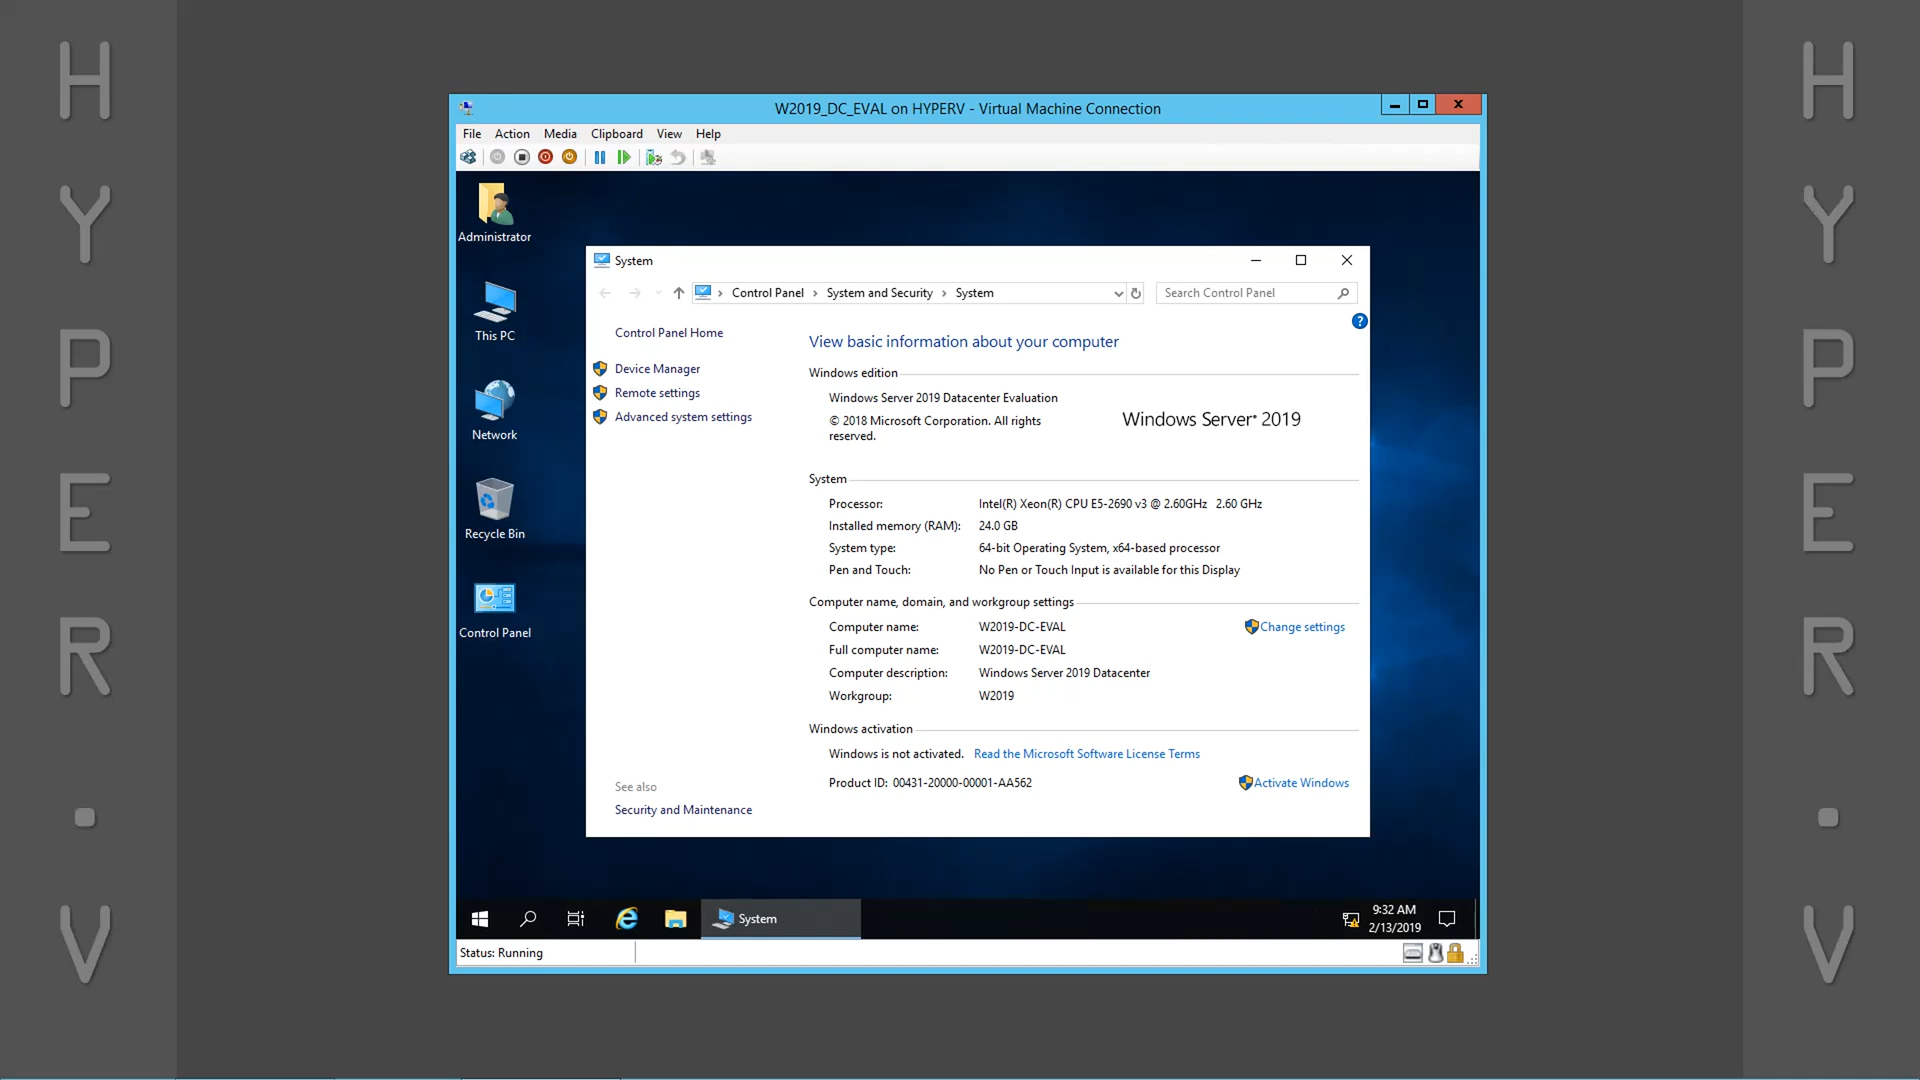 HYPER·V
W2019_DC_EVAL on HYPERV - Virtual Machine Connection
File Action Media Clipboard View Help
Administrator
This PC
Network
Recycle Bin
Control Panel
System
Control Panel › System and Security › System
Search Control Panel
Control Panel Home
Device Manager
Remote settings
Advanced system settings
See also
Security and Maintenance
View basic information about your computer
Windows edition
Windows Server 2019 Datacenter Evaluation
© 2018 Microsoft Corporation. All rights
reserved.
Windows Server® 2019
System
Processor: Intel(R) Xeon(R) CPU E5-2690 v3 @ 2.60GHz 2.60 GHz
Installed memory (RAM): 24.0 GB
System type: 64-bit Operating System, x64-based processor
Pen and Touch: No Pen or Touch Input is available for this Display
Computer name, domain, and workgroup settings
Computer name: W2019-DC-EVAL
Change settings
Full computer name: W2019-DC-EVAL
Computer description: Windows Server 2019 Datacenter
Workgroup: W2019
Windows activation
Windows is not activated. Read the Microsoft Software License Terms
Product ID: 00431-20000-00001-AA562
Activate Windows
System
9:32 AM
2/13/2019
Status: Running
HYPER·V